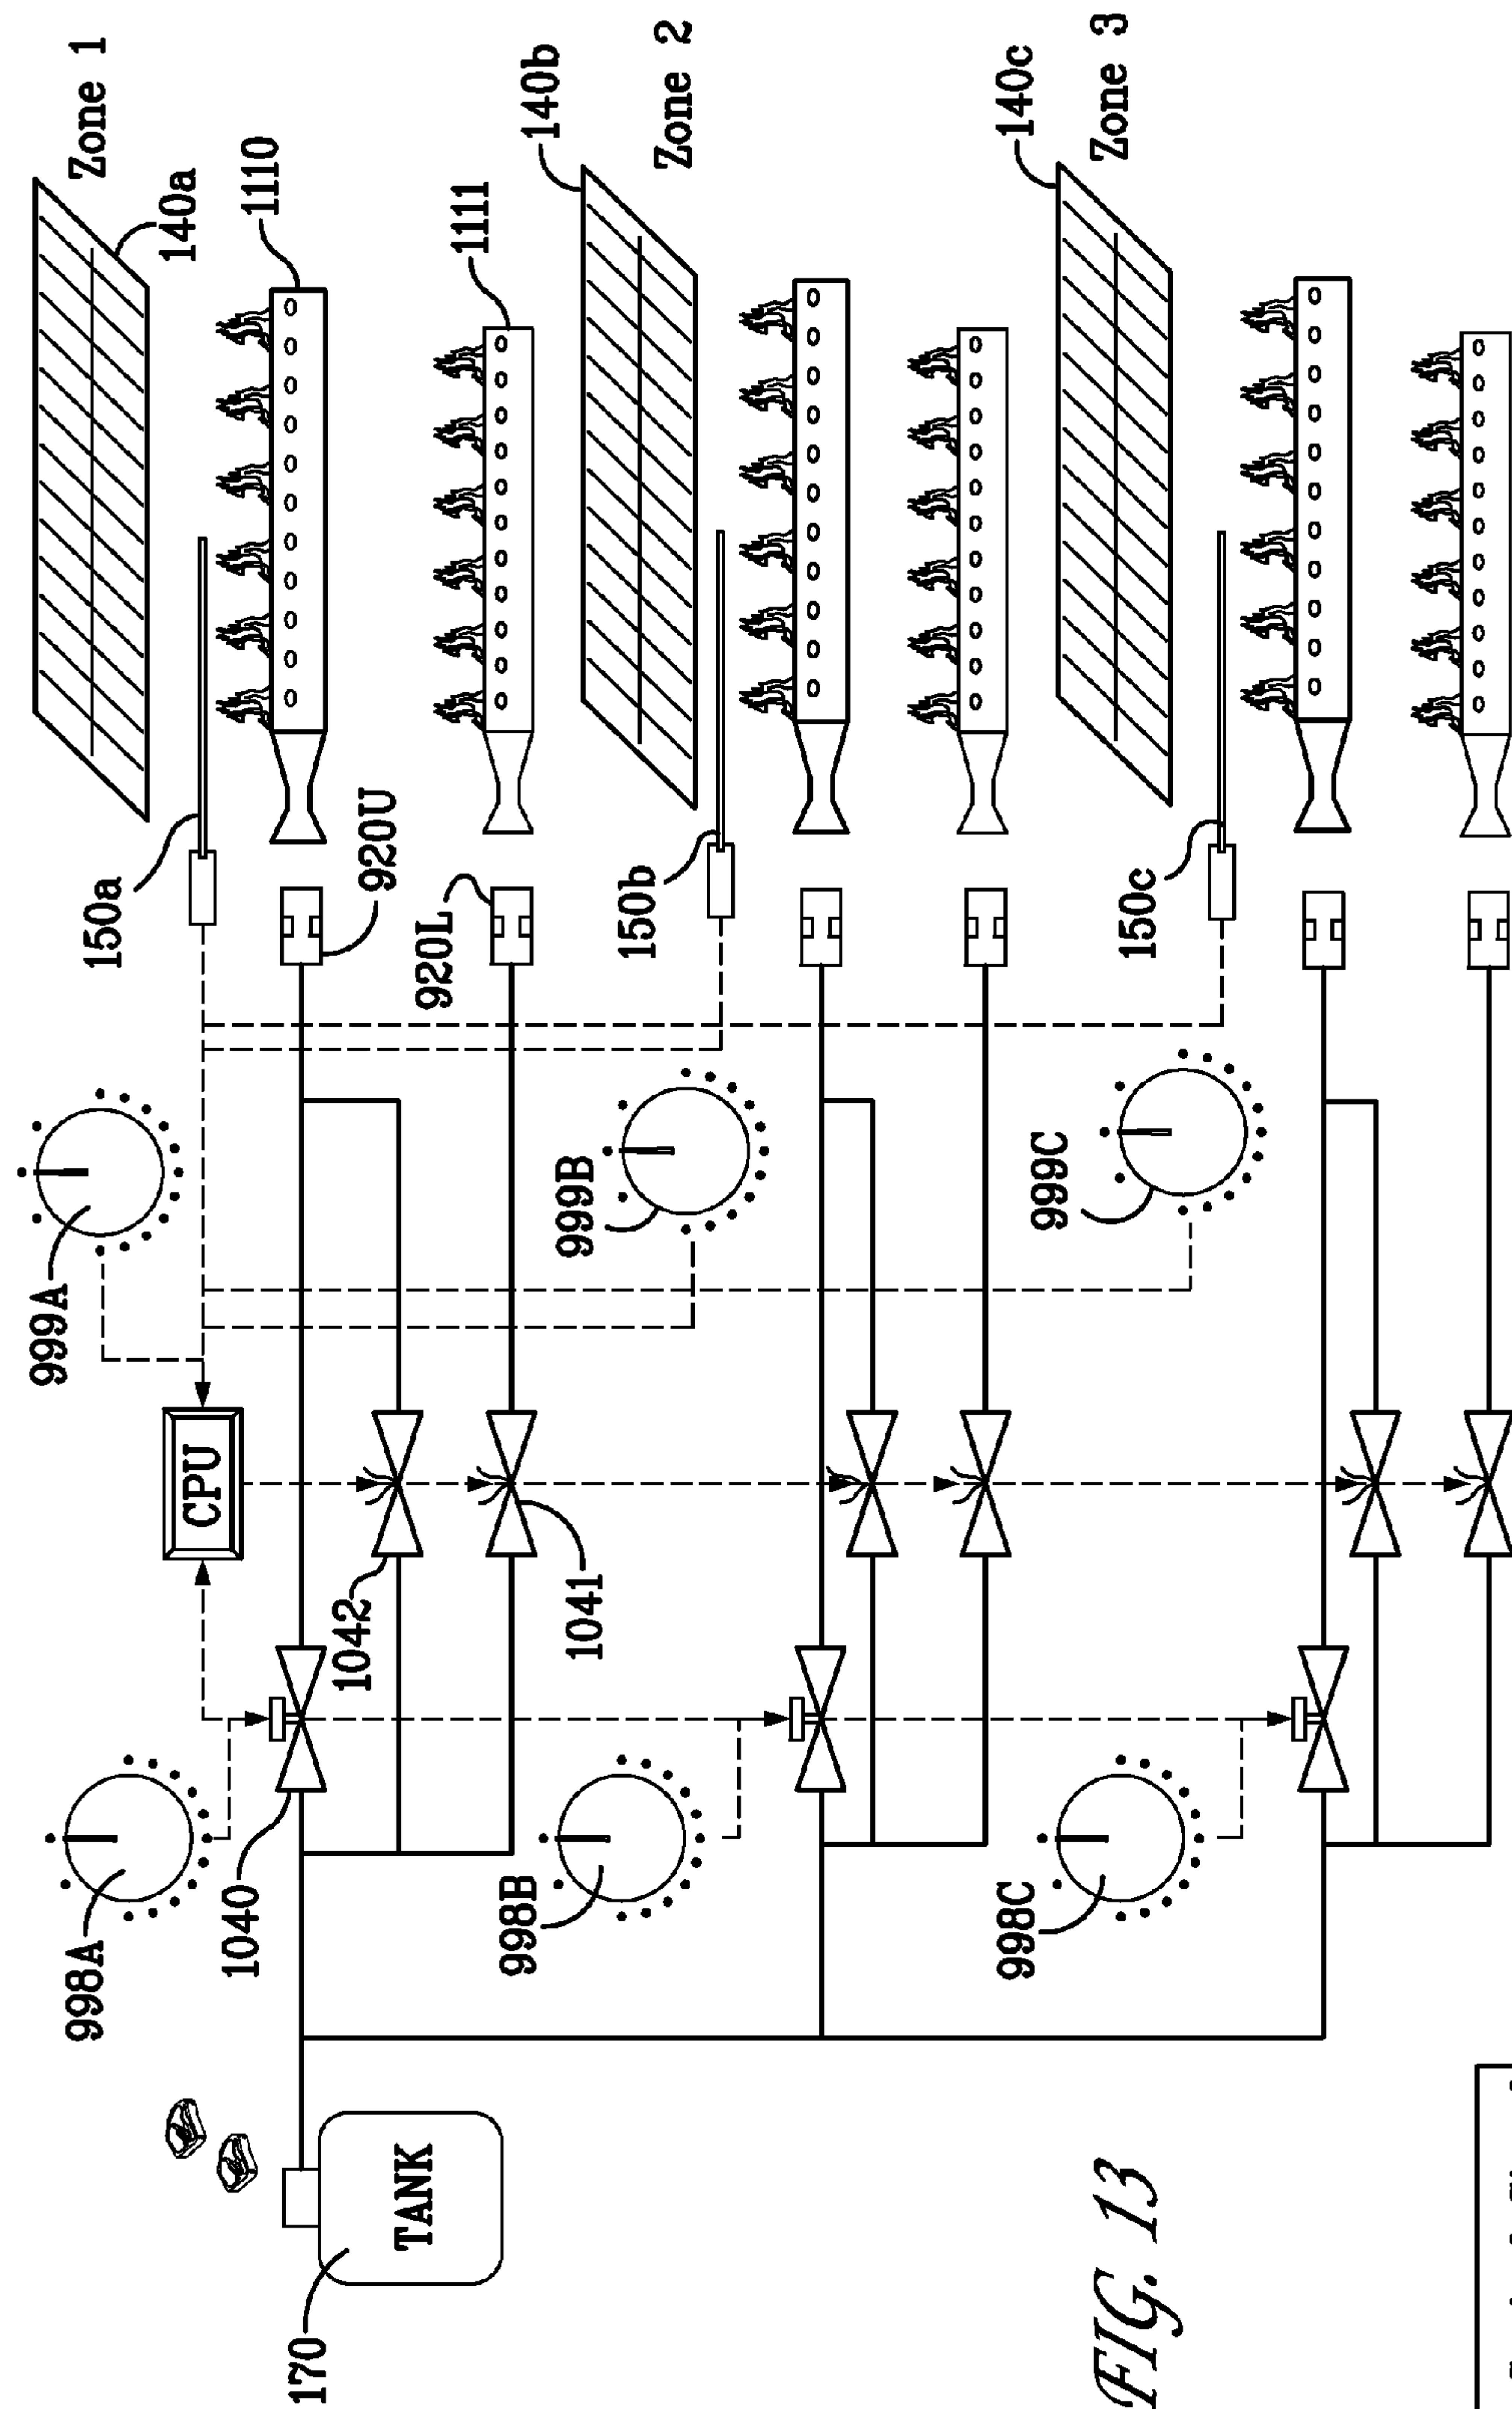 Zone 1
140a
1110
1111
140b
Zone 2
140c
Zone 3
150a
920U
920L
150b
150c
999A
999B
999C
CPU
1042
1041
998A
1040
998B
998C
TANK
170
FIG. 13